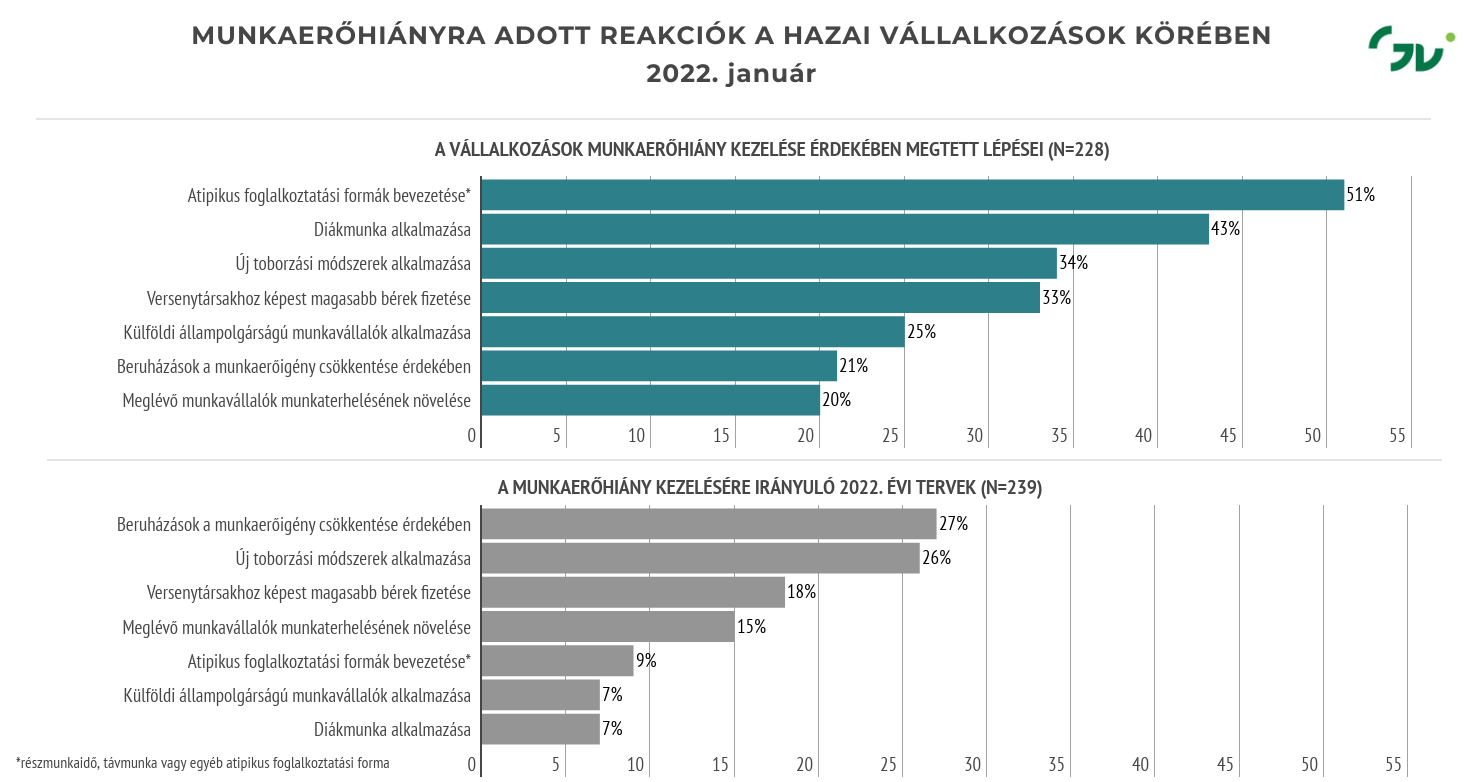 MUNKAERŐHIÁNYRA ADOTT REAKCIÓK A HAZAI VÁLLALKOZÁSOK KÖRÉBEN
2022. január
A VÁLLALKOZÁSOK MUNKAERŐHIÁNY KEZELÉSE ÉRDEKÉBEN MEGTETT LÉPÉSEI (N=228)
Atipikus foglalkoztatási formák bevezetése* 51%
Diákmunka alkalmazása 43%
Új toborzási módszerek alkalmazása 34%
Versenytársakhoz képest magasabb bérek fizetése 33%
Külföldi állampolgárságú munkavállalók alkalmazása 25%
Beruházások a munkaerőigény csökkentése érdekében 21%
Meglévő munkavállalók munkaterhelésének növelése 20%
0 5 10 15 20 25 30 35 40 45 50 55
A MUNKAERŐHIÁNY KEZELÉSÉRE IRÁNYULÓ 2022. ÉVI TERVEK (N=239)
Beruházások a munkaerőigény csökkentése érdekében 27%
Új toborzási módszerek alkalmazása 26%
Versenytársakhoz képest magasabb bérek fizetése 18%
Meglévő munkavállalók munkaterhelésének növelése 15%
Atipikus foglalkoztatási formák bevezetése* 9%
Külföldi állampolgárságú munkavállalók alkalmazása 7%
Diákmunka alkalmazása 7%
0 5 10 15 20 25 30 35 40 45 50 55
*részmunkaidő, távmunka vagy egyéb atipikus foglalkoztatási forma